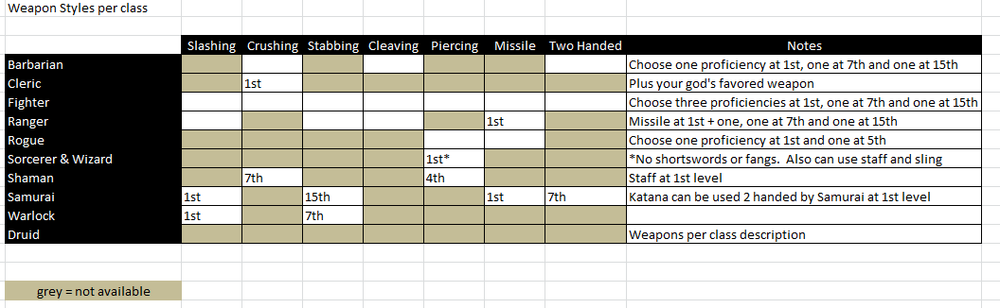 Weapon Styles per class
Slashing Crushing Stabbing Cleaving Piercing Missile Two Handed Notes
Barbarian Choose one proficiency at 1st, one at 7th and one at 15th
Cleric 1st Plus your god's favored weapon
Fighter Choose three proficiencies at 1st, one at 7th and one at 15th
Ranger 1st Missile at 1st + one, one at 7th and one at 15th
Rogue Choose one proficiency at 1st and one at 5th
Sorcerer & Wizard 1st* *No shortswords or fangs. Also can use staff and sling
Shaman 7th 4th Staff at 1st level
Samurai 1st 15th 1st 7th Katana can be used 2 handed by Samurai at 1st level
Warlock 1st 7th
Druid Weapons per class description
grey = not available